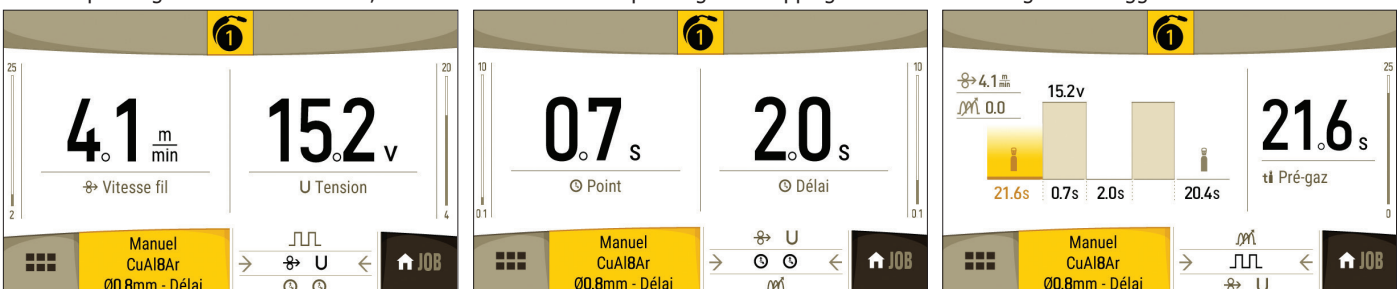 1
25
20
4.1 m/min
15.2 V
Vitesse fil
U Tension
2
4
Manuel
CuAl8Ar
Ø0.8mm - Délai
U
JOB
1
10
10
0.7 s
2.0 s
Point
Délai
0.1
0.1
Manuel
CuAl8Ar
Ø0.8mm - Délai
U
JOB
1
4.1 m/min
15.2 V
0.0
25
21.6 s
Pré-gaz
21.6s 0.7s 2.0s 20.4s
0
Manuel
CuAl8Ar
Ø0.8mm - Délai
U
JOB